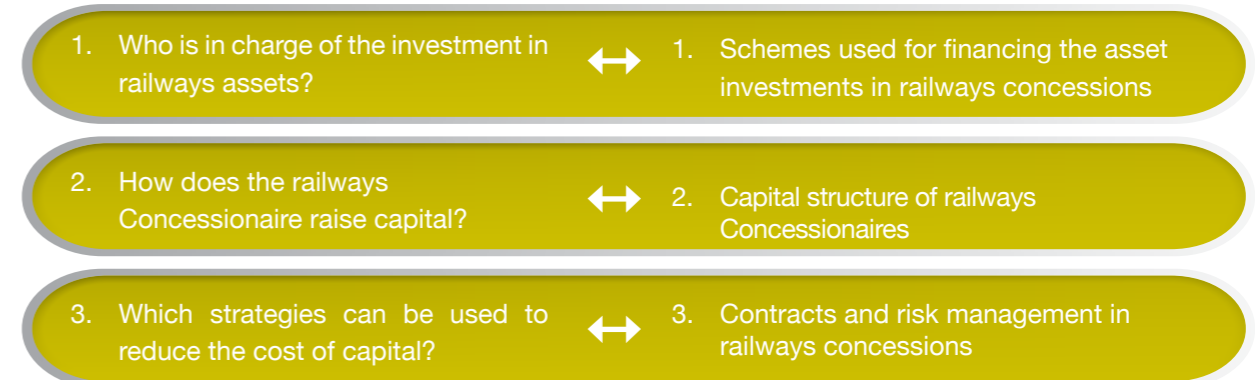 1. Who is in charge of the investment in
railways assets?
1. Schemes used for financing the asset
investments in railways concessions
2. How does the railways
Concessionaire raise capital?
2. Capital structure of railways
Concessionaires
3. Which strategies can be used to
reduce the cost of capital?
3. Contracts and risk management in
railways concessions